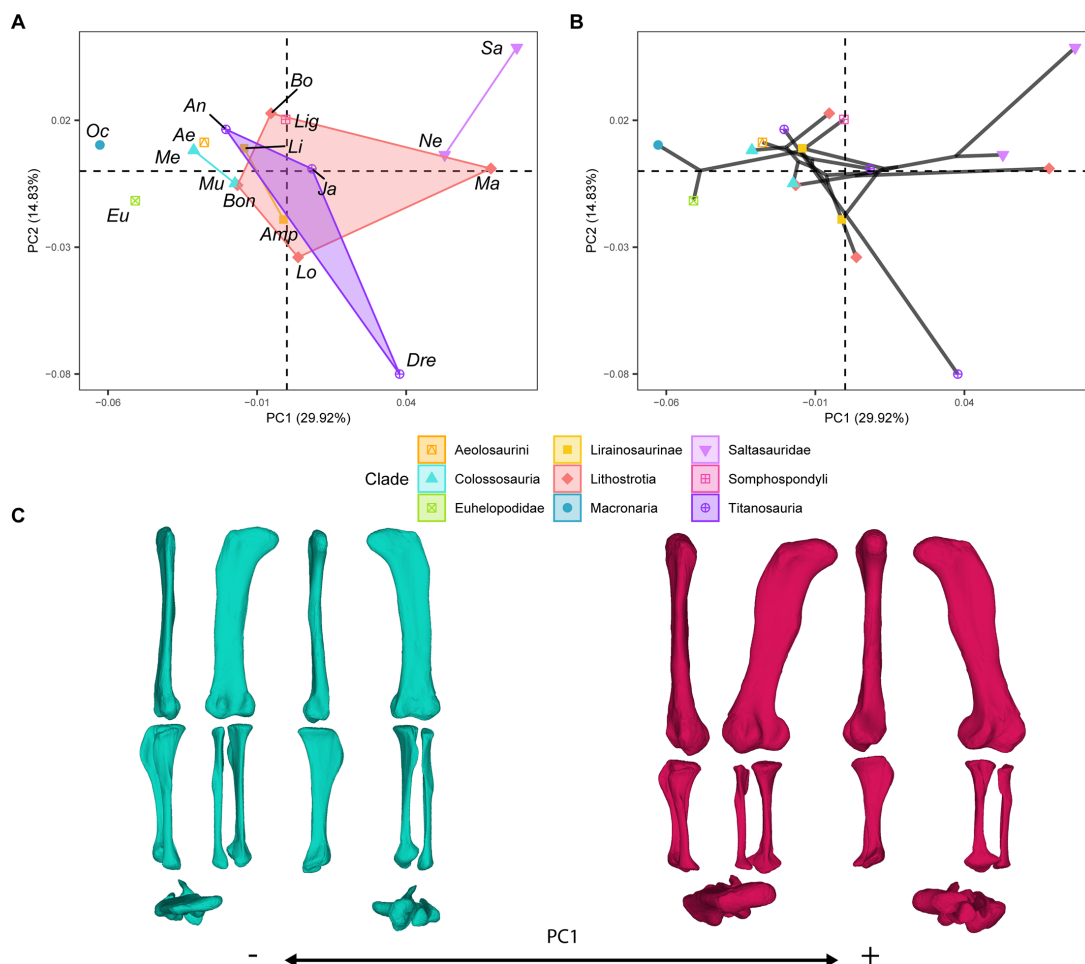 A
Sa
Bo
An
Lig
Ae
Oc
Li
Ne
Me
Ja
Ma
Mu
Bon
Eu
Amp
Lo
Dre
0.02
−0.03
−0.08
PC2 (14.83%)
−0.06
−0.01
0.04
PC1 (29.92%)
B
0.02
−0.03
−0.08
PC2 (14.83%)
−0.06
−0.01
0.04
PC1 (29.92%)
Clade
Aeolosaurini
Lirainosaurinae
Saltasauridae
Colossosauria
Lithostrotia
Somphospondyli
Euhelopodidae
Macronaria
Titanosauria
C
PC1
- +